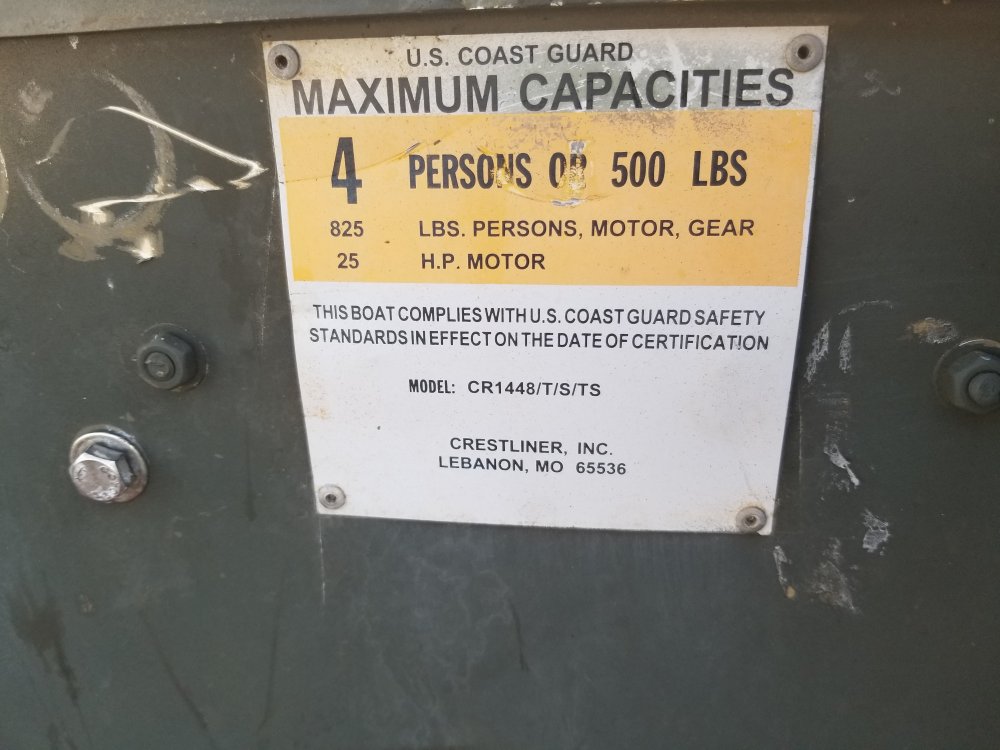 U.S. COAST GUARD
MAXIMUM CAPACITIES
4 PERSONS OR 500 LBS
825 LBS. PERSONS, MOTOR, GEAR
25 H.P. MOTOR
THIS BOAT COMPLIES WITH U.S. COAST GUARD SAFETY
STANDARDS IN EFFECT ON THE DATE OF CERTIFICATION
MODEL: CR1448/T/S/TS
CRESTLINER, INC.
LEBANON, MO 65536